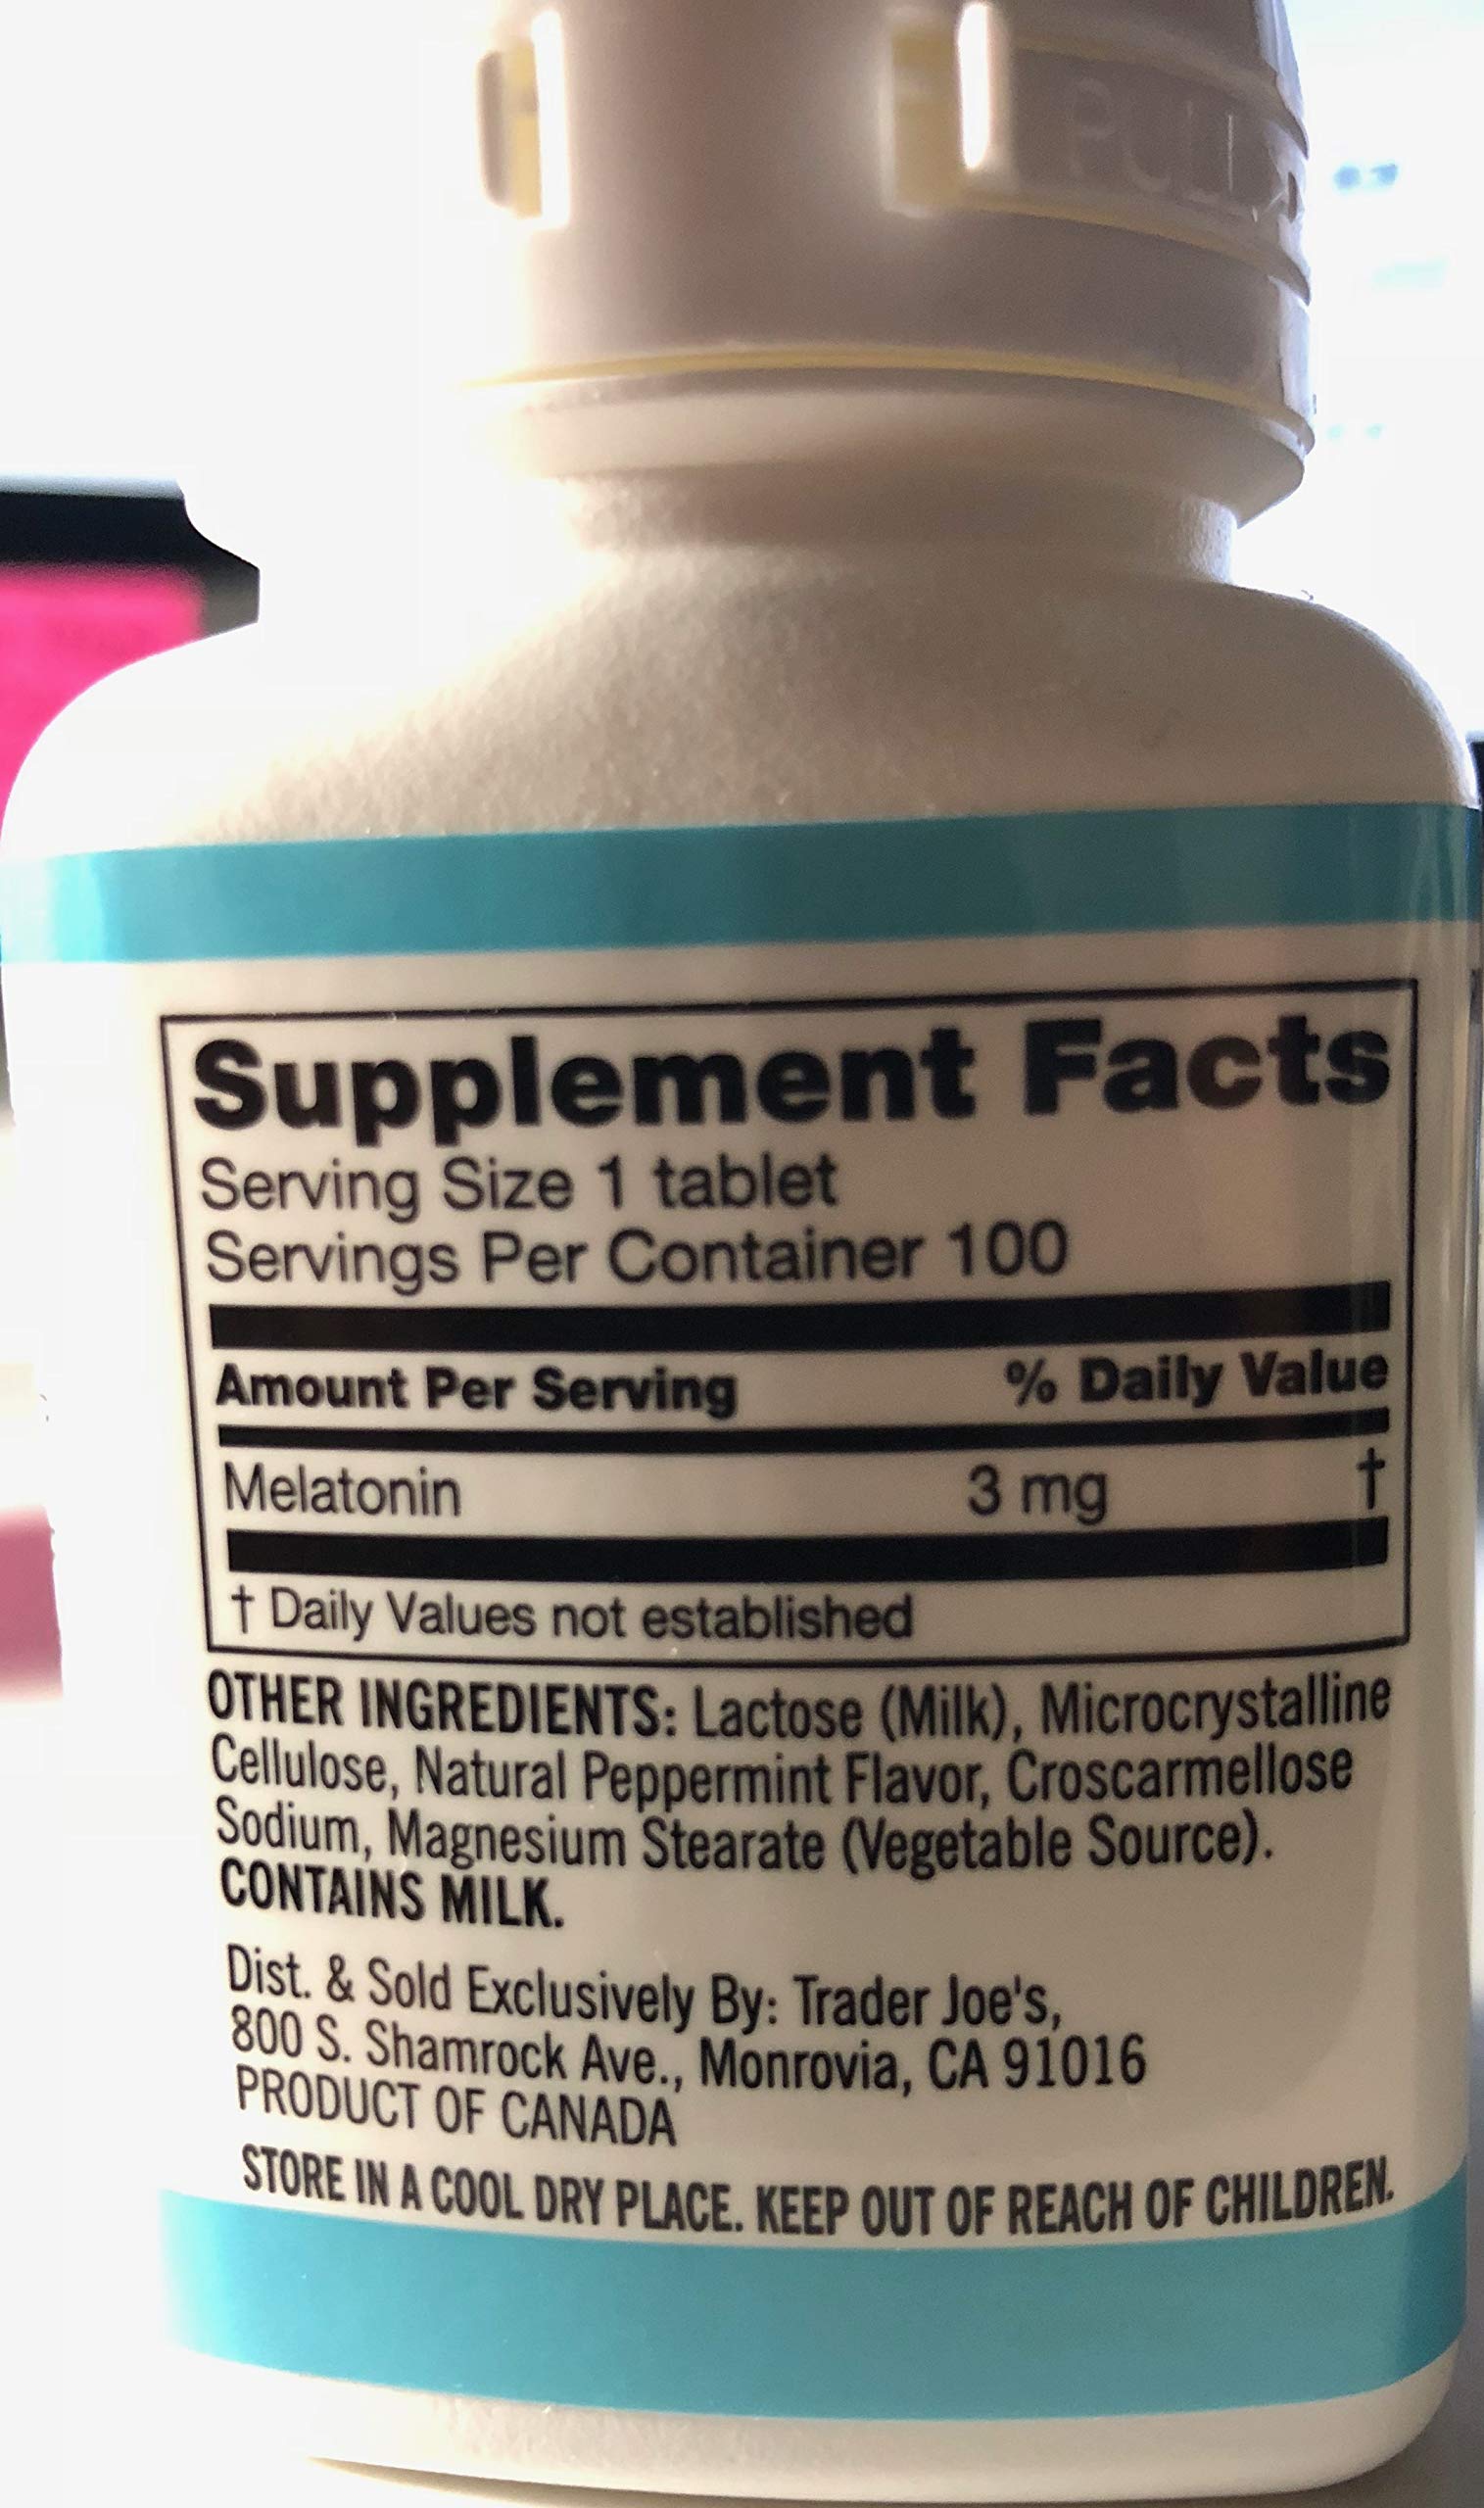 PULL
Supplement Facts
Serving Size 1 tablet
Servings Per Container 100
Amount Per Serving % Daily Value
Melatonin 3 mg †
† Daily Values not established
OTHER INGREDIENTS: Lactose (Milk), Microcrystalline
Cellulose, Natural Peppermint Flavor, Croscarmellose
Sodium, Magnesium Stearate (Vegetable Source).
CONTAINS MILK.
Dist. & Sold Exclusively By: Trader Joe's,
800 S. Shamrock Ave., Monrovia, CA 91016
PRODUCT OF CANADA
STORE IN A COOL DRY PLACE. KEEP OUT OF REACH OF CHILDREN.